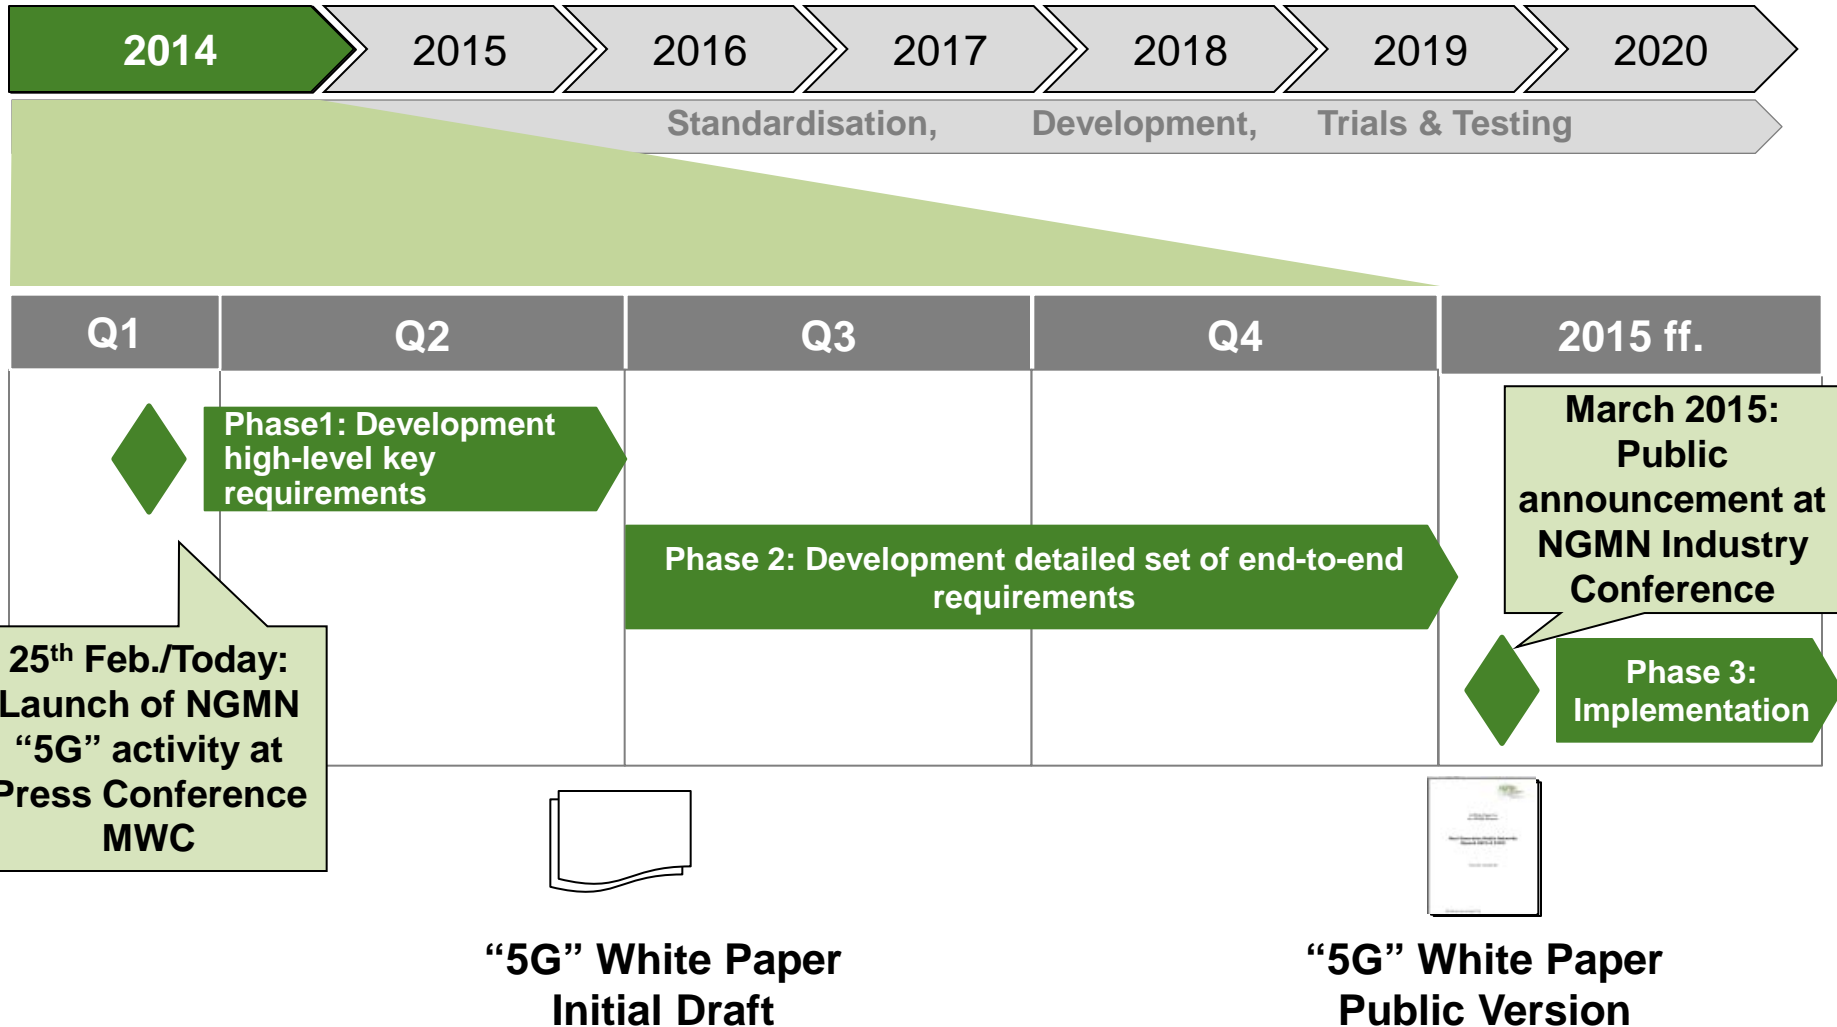 2014
2015
2016
2017
2018
2019
2020
Standardisation, Development, Trials & Testing
Q1
Q2
Q3
Q4
2015 ff.
Phase1: Development
high-level key
requirements
Phase 2: Development detailed set of end-to-end
requirements
March 2015:
Public
announcement at
NGMN Industry
Conference
Phase 3:
Implementation
25th Feb./Today:
Launch of NGMN
“5G” activity at
Press Conference
MWC
“5G” White Paper
Initial Draft
“5G” White Paper
Public Version